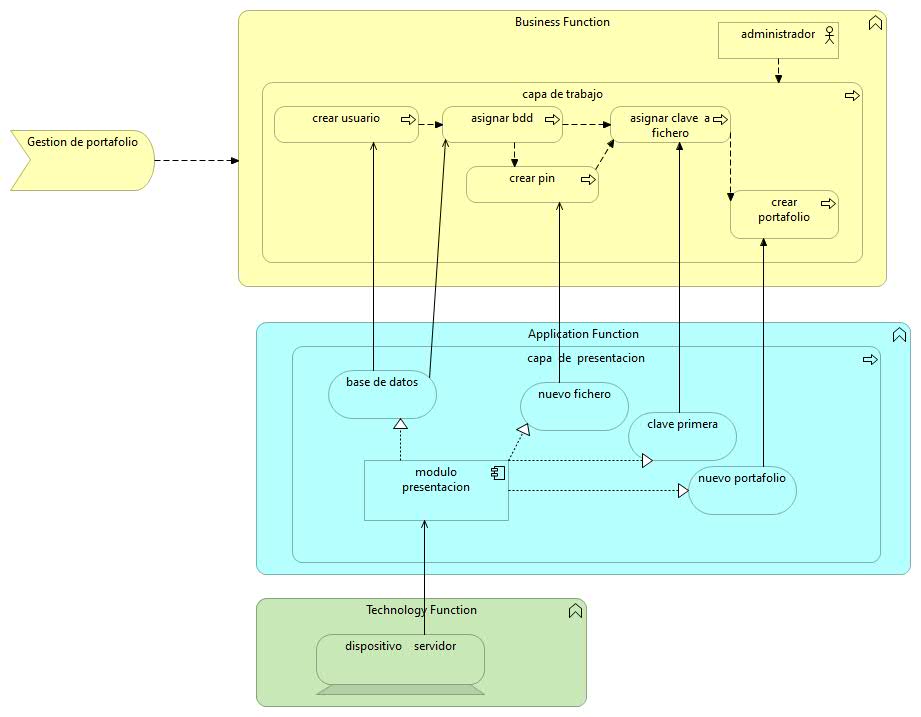 Business Function
administrador
capa de trabajo
crear usuario
asignar bdd
asignar clave a
fichero
Gestion de portafolio
crear pin
crear
portafolio
Application Function
capa de presentacion
base de datos
nuevo fichero
clave primera
modulo
presentacion
nuevo portafolio
Technology Function
dispositivo servidor